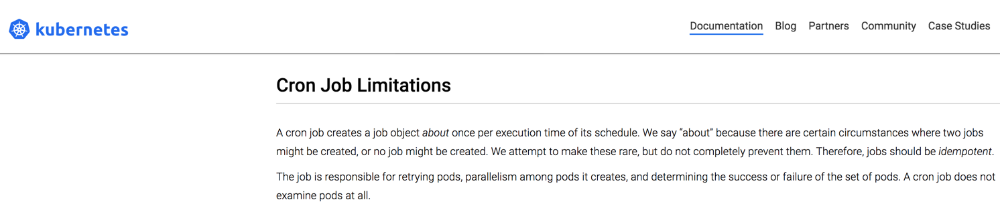 kubernetes
Documentation Blog Partners Community Case Studies
Cron Job Limitations
A cron job creates a job object about once per execution time of its schedule. We say “about” because there are certain circumstances where two jobs
might be created, or no job might be created. We attempt to make these rare, but do not completely prevent them. Therefore, jobs should be idempotent.
The job is responsible for retrying pods, parallelism among pods it creates, and determining the success or failure of the set of pods. A cron job does not
examine pods at all.